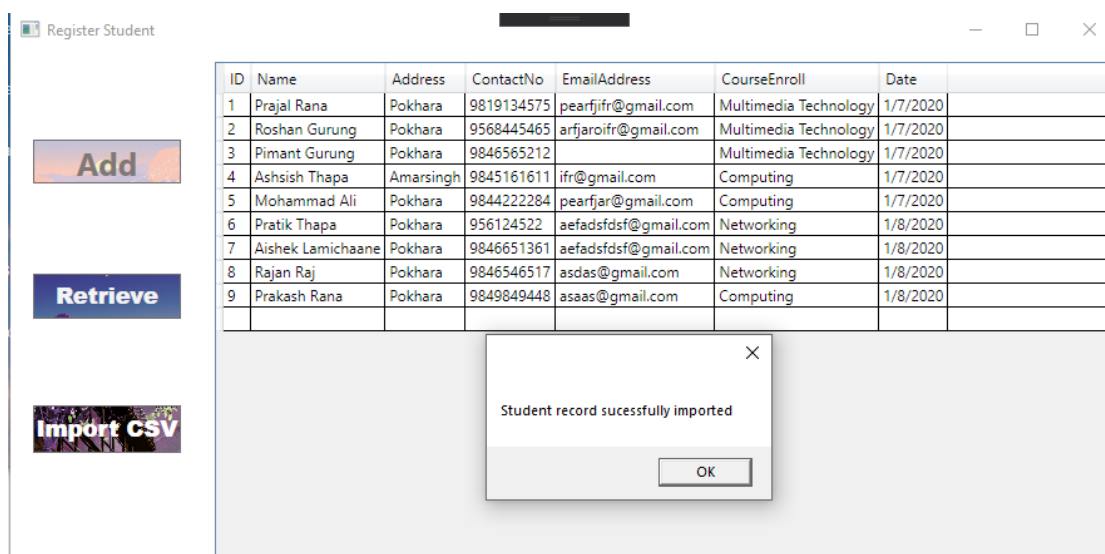 Register Student
ID Name Address ContactNo EmailAddress CourseEnroll Date
1 Prajal Rana Pokhara 9819134575 pearfjifr@gmail.com Multimedia Technology 1/7/2020
2 Roshan Gurung Pokhara 9568445465 arfjaroifr@gmail.com Multimedia Technology 1/7/2020
3 Pimant Gurung Pokhara 9846565212 Multimedia Technology 1/7/2020
4 Ashsish Thapa Amarsingh 9845161611 ifr@gmail.com Computing 1/7/2020
5 Mohammad Ali Pokhara 9844222284 pearfjar@gmail.com Computing 1/7/2020
6 Pratik Thapa Pokhara 956124522 aefadsfdsf@gmail.com Networking 1/8/2020
7 Aishek Lamichaane Pokhara 9846651361 aefadsfdsf@gmail.com Networking 1/8/2020
8 Rajan Raj Pokhara 9846546517 asdas@gmail.com Networking 1/8/2020
9 Prakash Rana Pokhara 9849849448 asaas@gmail.com Computing 1/8/2020
Add
Retrieve
Import CSV
Student record sucessfully imported
OK